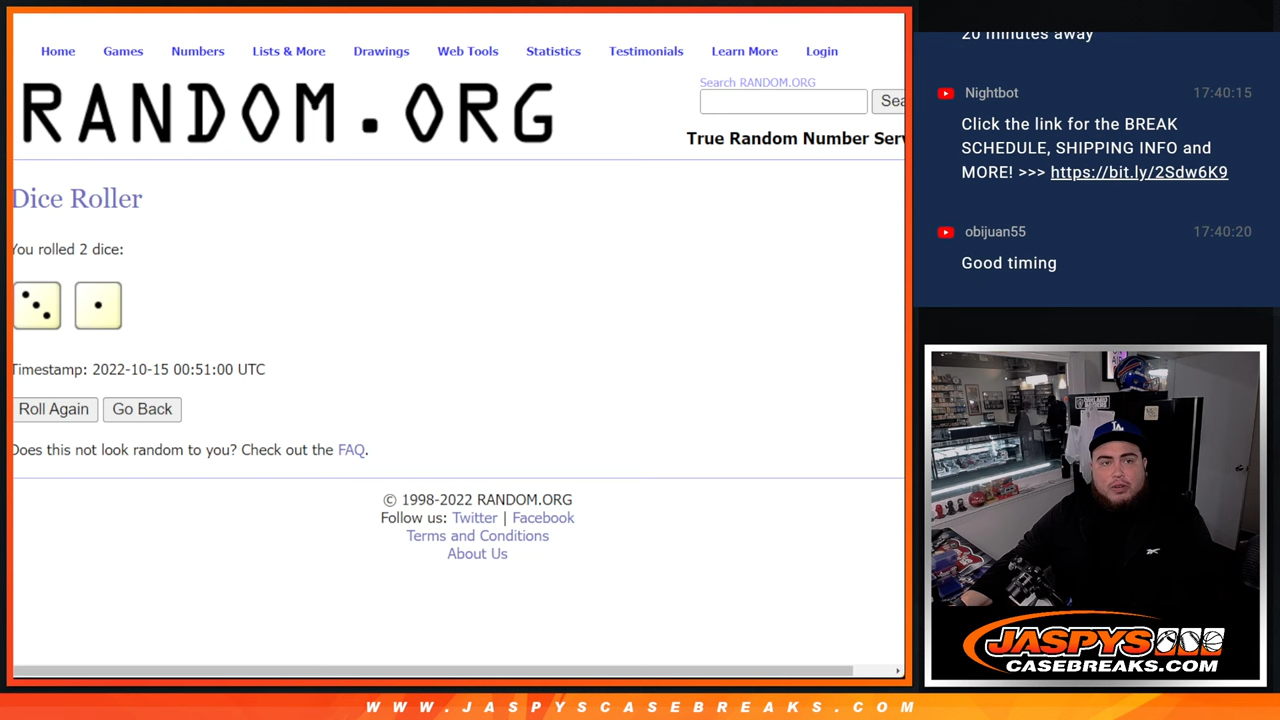 Home Games Numbers Lists & More Drawings Web Tools Statistics Testimonials Learn More Login
RANDOM.ORG
Search RANDOM.ORG
Sea
True Random Number Serv
Dice Roller
You rolled 2 dice:
Timestamp: 2022-10-15 00:51:00 UTC
Roll Again Go Back
Does this not look random to you? Check out the FAQ.
© 1998-2022 RANDOM.ORG
Follow us: Twitter | Facebook
Terms and Conditions
About Us
20 minutes away
Nightbot 17:40:15
Click the link for the BREAK
SCHEDULE, SHIPPING INFO and
MORE! >>> https://bit.ly/2Sdw6K9
obijuan55 17:40:20
Good timing
LA
JASPYS
CASEBREAKS.COM
WWW.JASPYSCASEBREAKS.COM